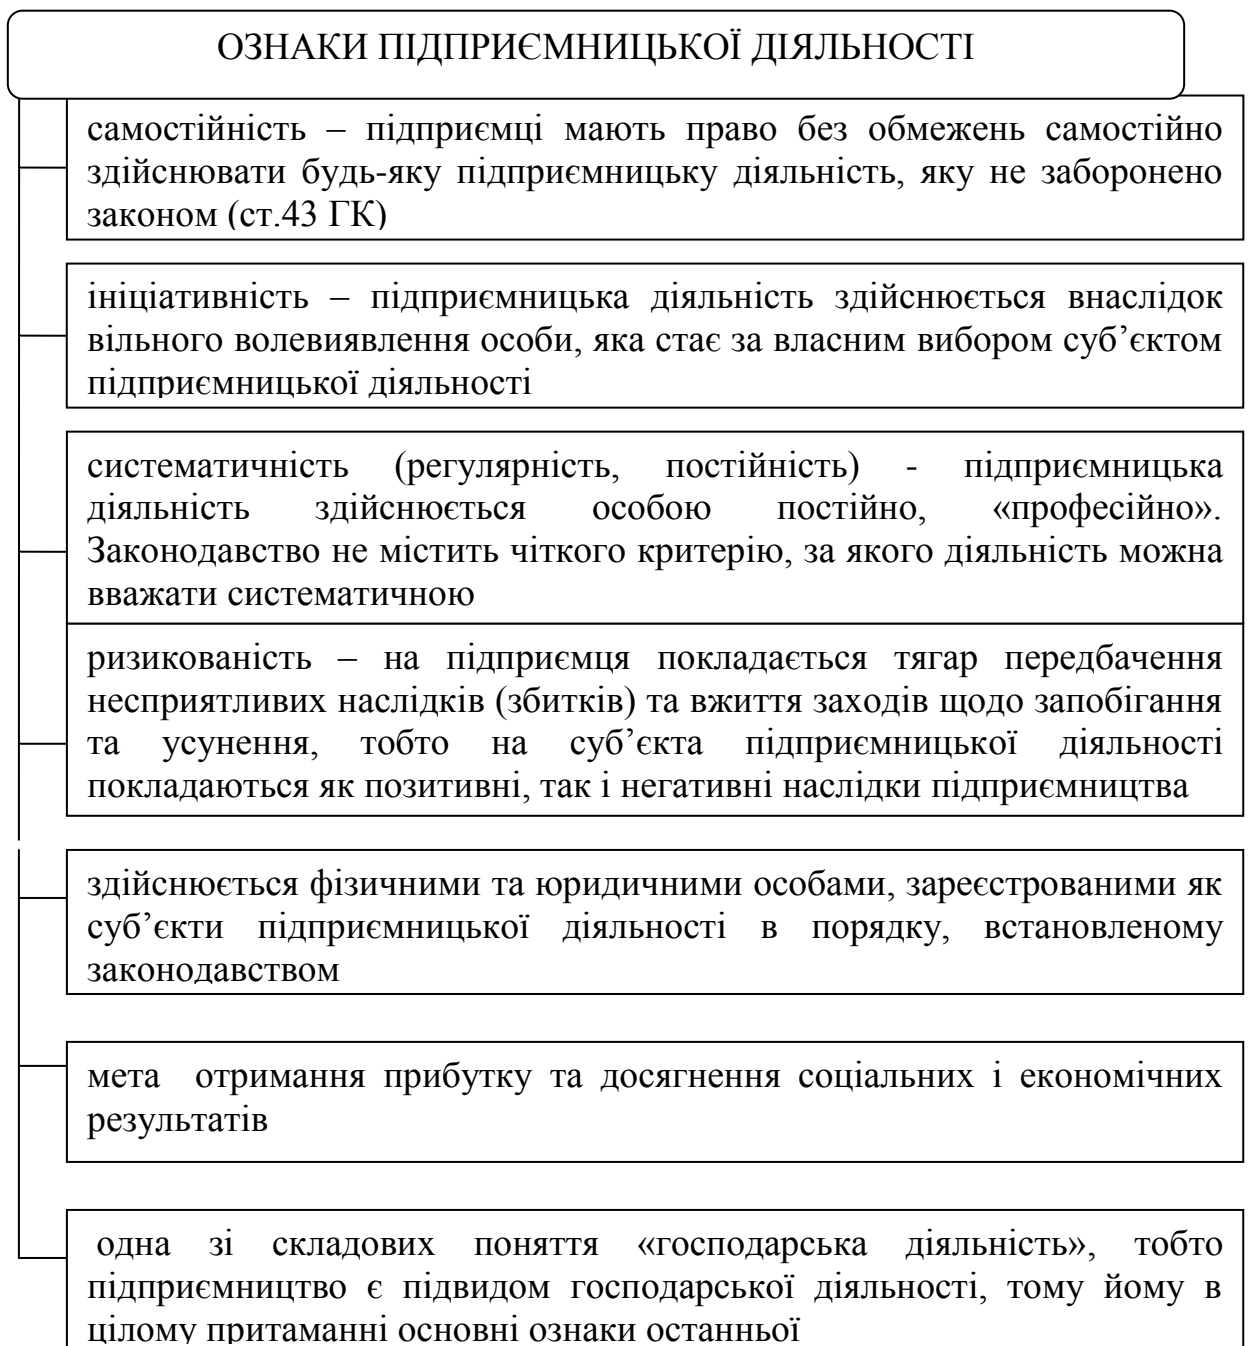 ОЗНАКИ ПІДПРИЄМНИЦЬКОЇ ДІЯЛЬНОСТІ
самостійність – підприємці мають право без обмежень самостійно
здійснювати будь-яку підприємницьку діяльність, яку не заборонено
законом (ст.43 ГК)
ініціативність – підприємницька діяльність здійснюється внаслідок
вільного волевиявлення особи, яка стає за власним вибором суб’єктом
підприємницької діяльності
систематичність (регулярність, постійність) - підприємницька
діяльність здійснюється особою постійно, «професійно».
Законодавство не містить чіткого критерію, за якого діяльність можна
вважати систематичною
ризикованість – на підприємця покладається тягар передбачення
несприятливих наслідків (збитків) та вжиття заходів щодо запобігання
та усунення, тобто на суб’єкта підприємницької діяльності
покладаються як позитивні, так і негативні наслідки підприємництва
здійснюється фізичними та юридичними особами, зареєстрованими як
суб’єкти підприємницької діяльності в порядку, встановленому
законодавством
мета отримання прибутку та досягнення соціальних і економічних
результатів
одна зі складових поняття «господарська діяльність», тобто
підприємництво є підвидом господарської діяльності, тому йому в
цілому притаманні основні ознаки останньої